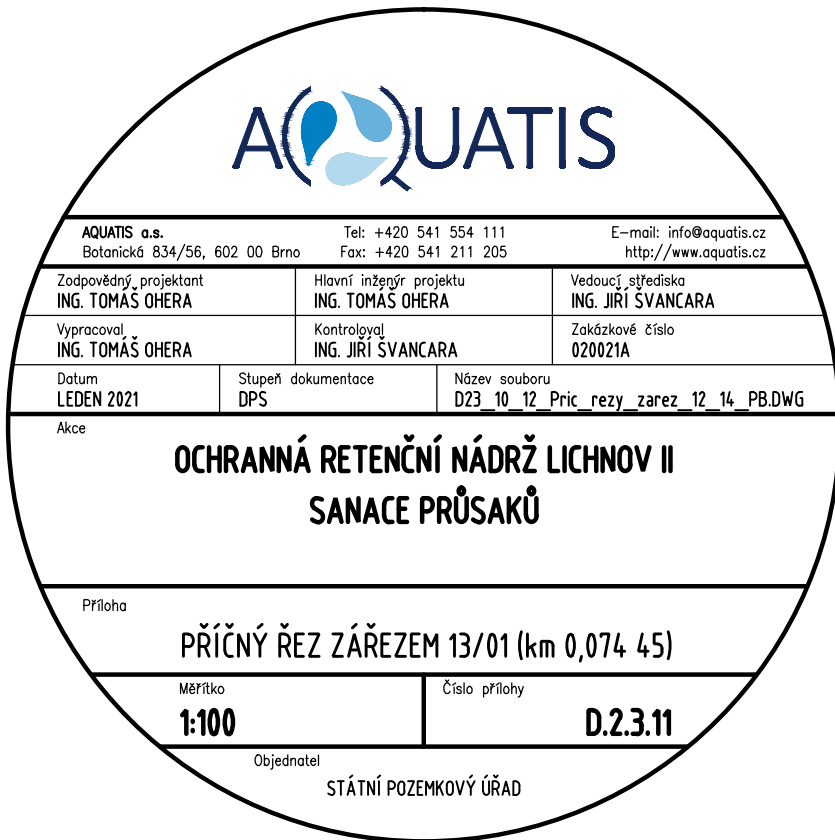 AQUATIS
AQUATIS a.s. Tel: +420 541 554 111 E-mail: info@aquatis.cz
Botanická 834/56, 602 00 Brno Fax: +420 541 211 205 http://www.aquatis.cz
Zodpovědný projektant Hlavní inženýr projektu Vedoucí střediska
ING. TOMÁŠ OHERA ING. TOMÁŠ OHERA ING. JIŘÍ ŠVANCARA
Vypracoval Kontroloval Zakázkové číslo
ING. TOMÁŠ OHERA ING. JIŘÍ ŠVANCARA 020021A
Datum Stupeň dokumentace Název souboru
LEDEN 2021 DPS D23_10_12_Pric_rezy_zarez_12_14_PB.DWG
Akce
OCHRANNÁ RETENČNÍ NÁDRŽ LICHNOV II
SANACE PRŮSAKŮ
Příloha
PŘÍČNÝ ŘEZ ZÁŘEZEM 13/01 (km 0,074 45)
Měřítko Číslo přílohy
1:100 D.2.3.11
Objednatel
STÁTNÍ POZEMKOVÝ ÚŘAD